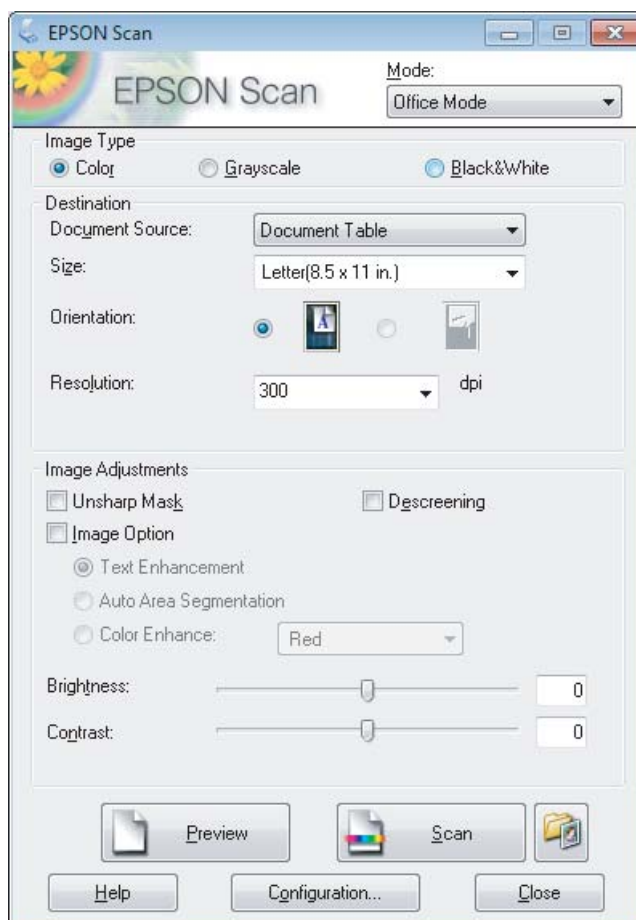 EPSON Scan
EPSON Scan
Mode:
Office Mode
Image Type
Color Grayscale Black&White
Destination
Document Source: Document Table
Size: Letter(8.5 x 11 in.)
Orientation: A
Resolution: 300 dpi
Image Adjustments
Unsharp Mask Descreening
Image Option
Text Enhancement
Auto Area Segmentation
Color Enhance: Red
Brightness: 0
Contrast: 0
Preview Scan
Help Configuration... Close